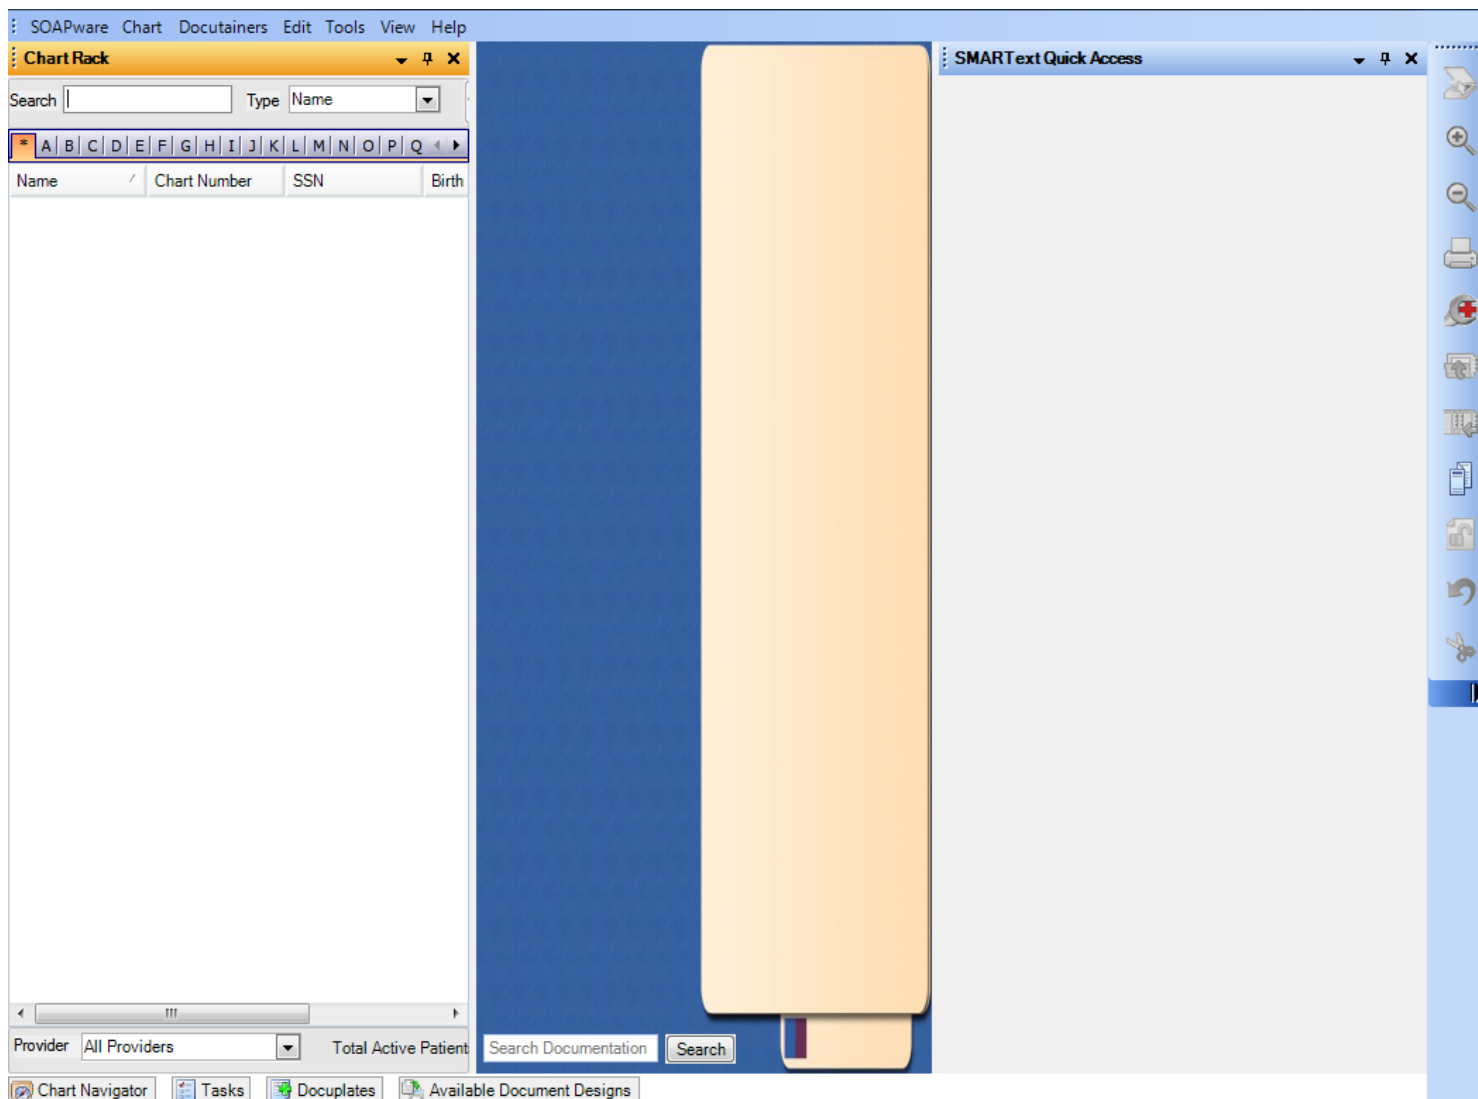 SOAPware Chart Docutainers Edit Tools View Help
Chart Rack
SMARText Quick Access
Search Type Name
* A B C D E F G H I J K L M N O P Q
Name Chart Number SSN Birth
Provider All Providers Total Active Patient
Search Documentation Search
Chart Navigator Tasks Docuplates Available Document Designs